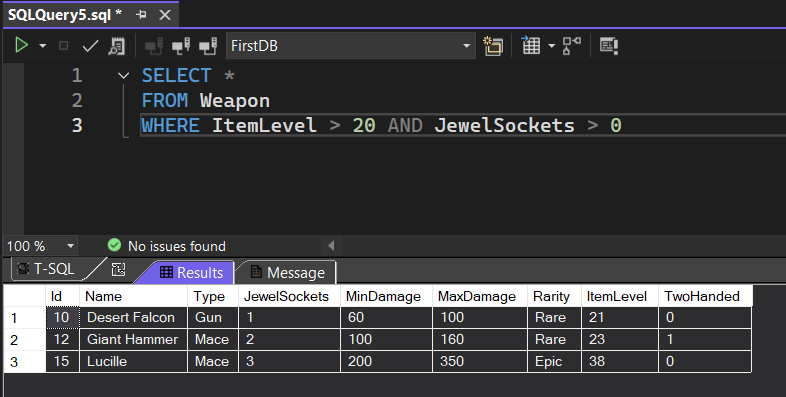 SQLQuery5.sql *
FirstDB
1 SELECT *
2 FROM Weapon
3 WHERE ItemLevel > 20 AND JewelSockets > 0
100 % No issues found
T-SQL Results Message
Id Name Type JewelSockets MinDamage MaxDamage Rarity ItemLevel TwoHanded
1 10 Desert Falcon Gun 1 60 100 Rare 21 0
2 12 Giant Hammer Mace 2 100 160 Rare 23 1
3 15 Lucille Mace 3 200 350 Epic 38 0